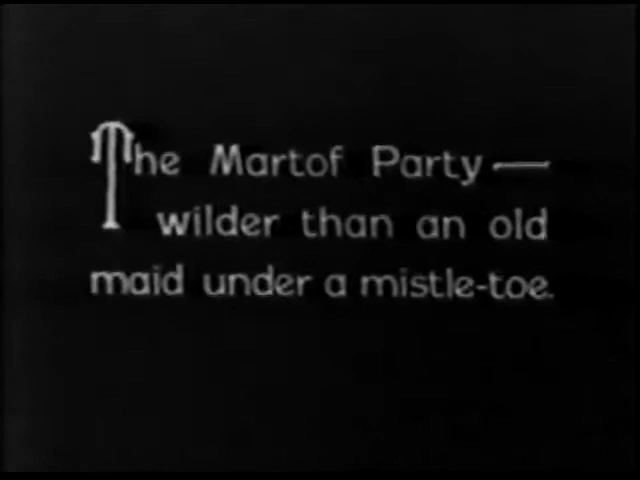 The Martof Party —
wilder than an old
maid under a mistle-toe.